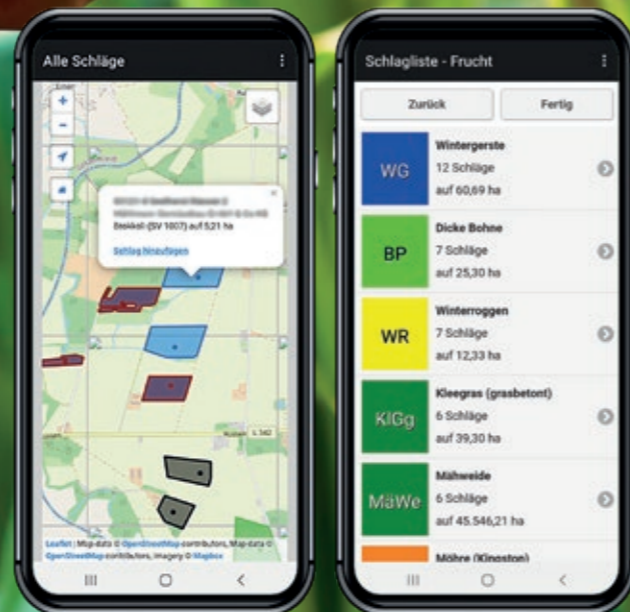 Alle Schläge
+
−
Brokkoli (SV 1007) auf 5,21 ha
Schlag hinzufügen
L 342
Leaflet | Map data © OpenStreetMap contributors, Map data ©
OpenStreetMap contributors, Imagery © Mapbox
Schlagliste - Frucht
Zurück
Fertig
WG
Wintergerste
12 Schläge
auf 60,69 ha
BP
Dicke Bohne
7 Schläge
auf 25,30 ha
WR
Winterroggen
7 Schläge
auf 12,33 ha
KlGg
Kleegras (grasbetont)
6 Schläge
auf 39,30 ha
MäWe
Mähweide
6 Schläge
auf 45.546,21 ha
Möhre (Kingston)